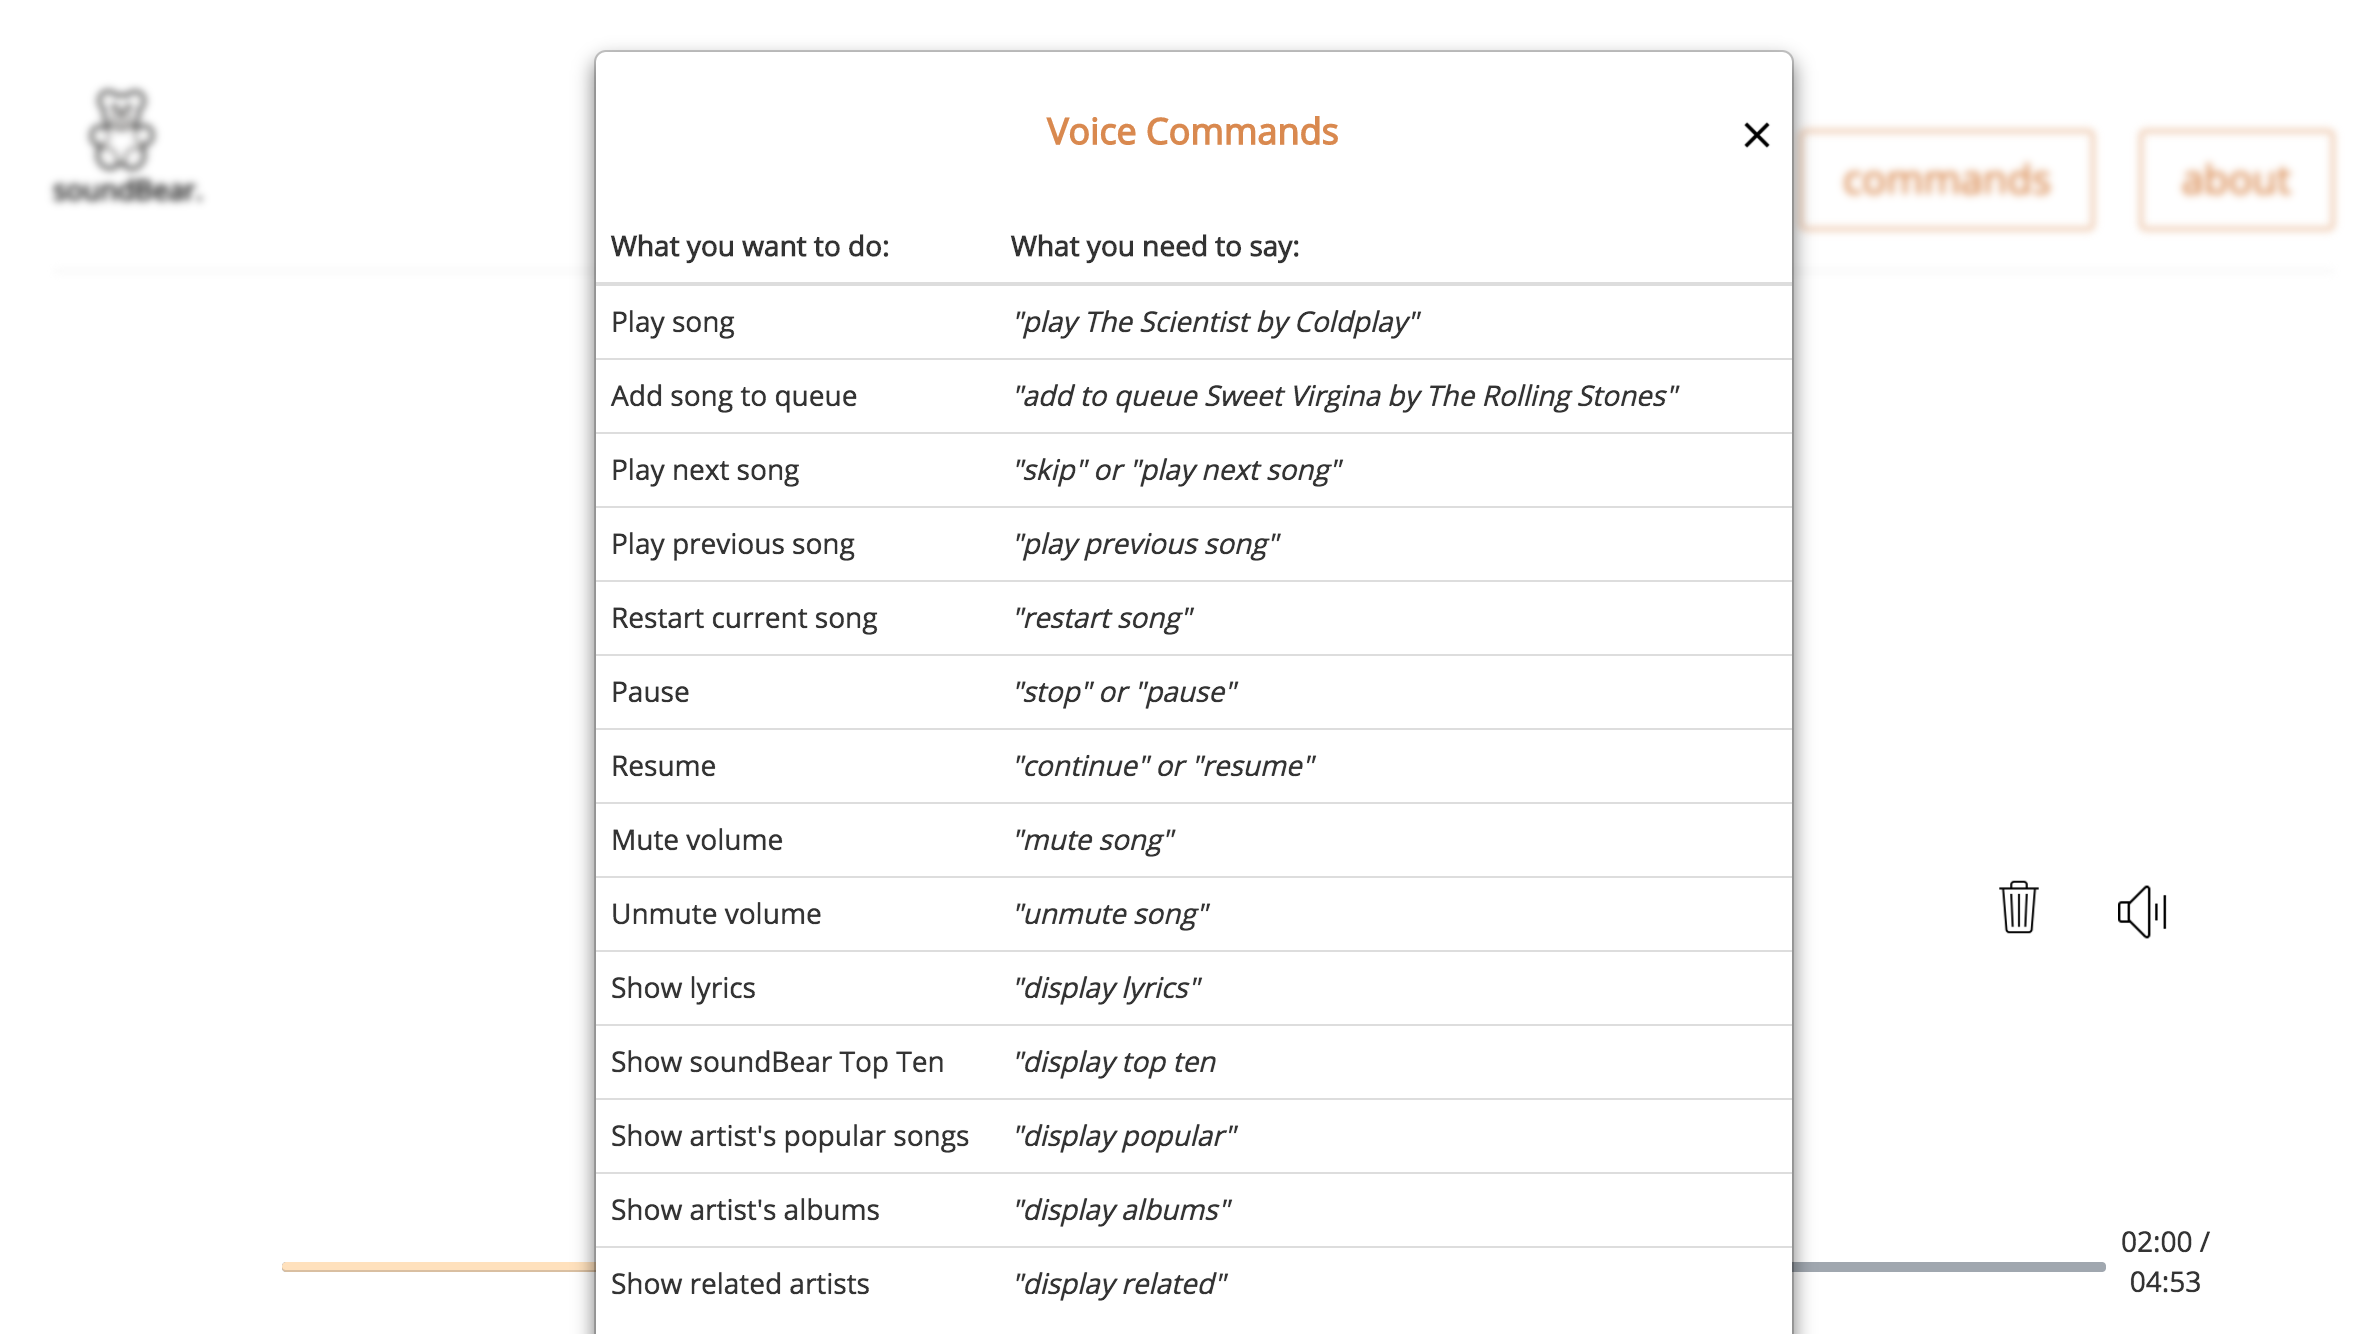 soundBear.
Voice Commands
commands
about
What you want to do: What you need to say:
Play song "play The Scientist by Coldplay"
Add song to queue "add to queue Sweet Virgina by The Rolling Stones"
Play next song "skip" or "play next song"
Play previous song "play previous song"
Restart current song "restart song"
Pause "stop" or "pause"
Resume "continue" or "resume"
Mute volume "mute song"
Unmute volume "unmute song"
Show lyrics "display lyrics"
Show soundBear Top Ten "display top ten
Show artist's popular songs "display popular"
Show artist's albums "display albums"
Show related artists "display related"
02:00 /
04:53